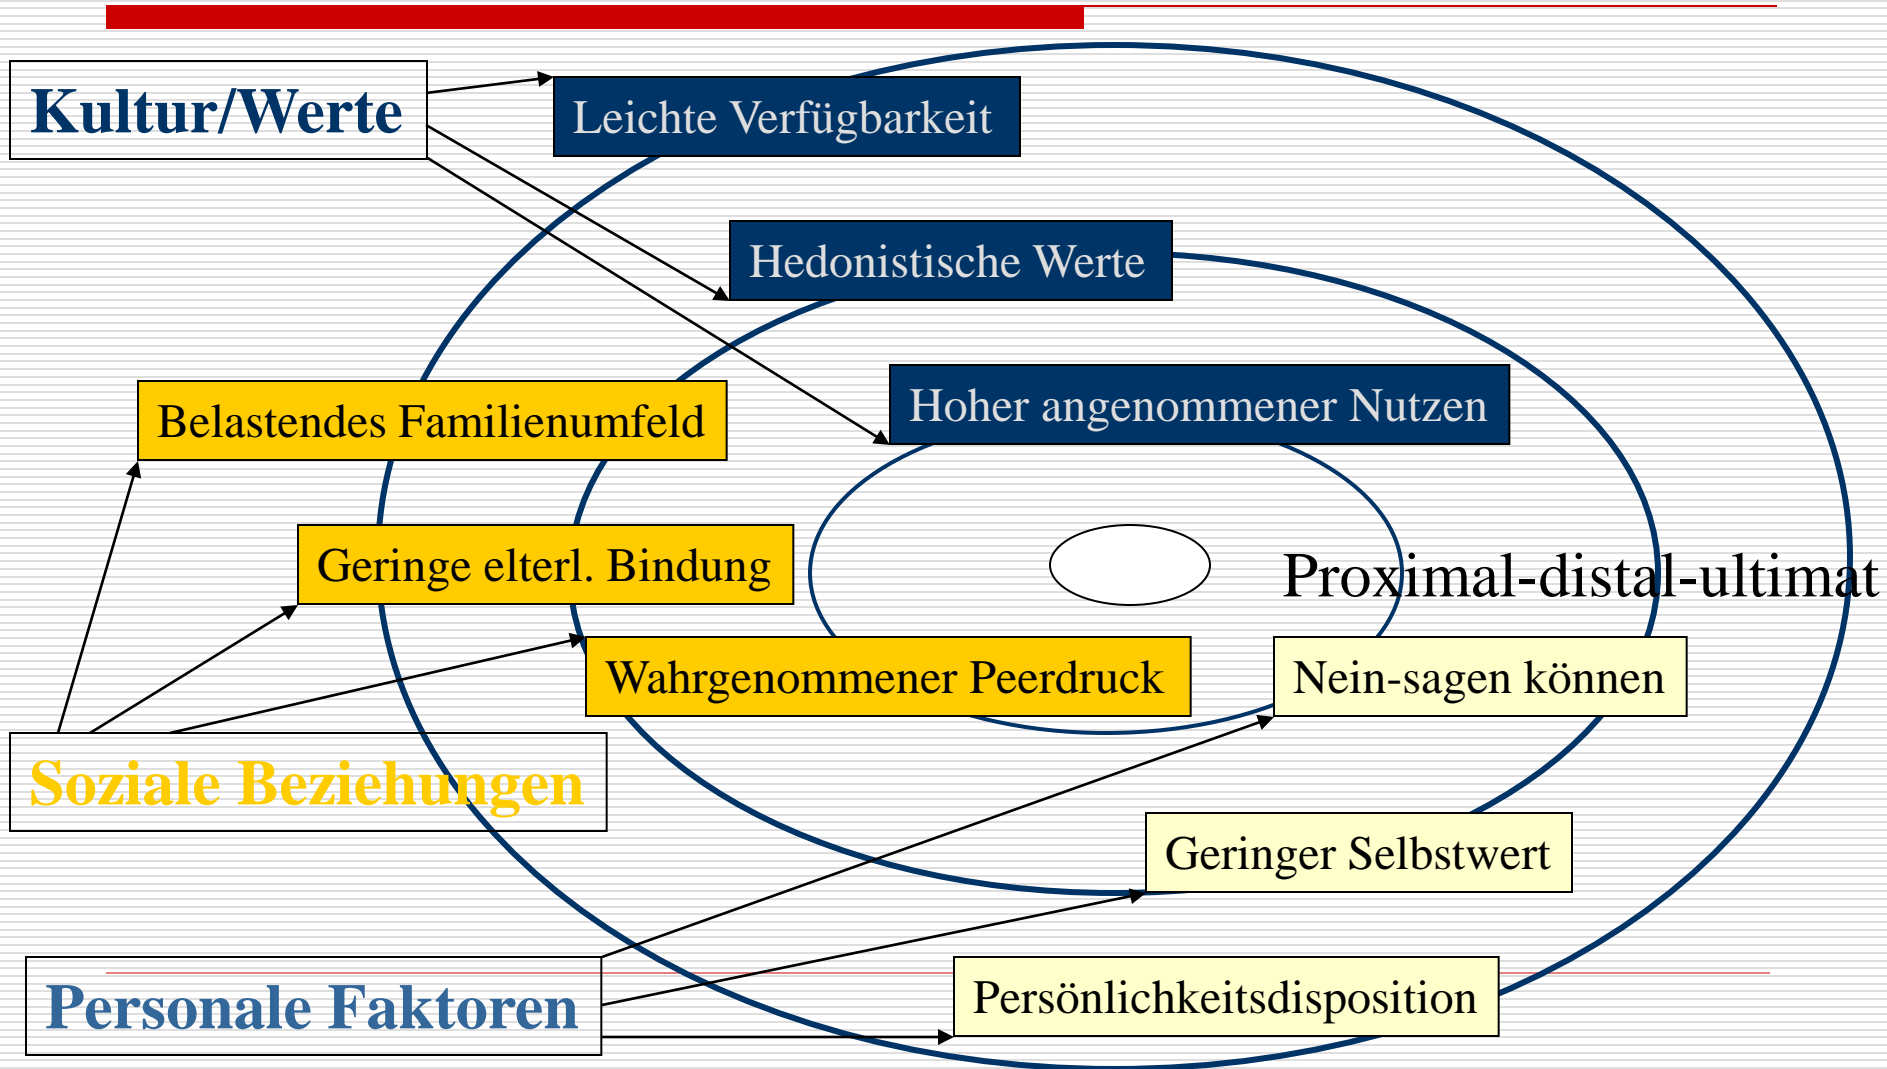 Kultur/Werte
Leichte Verfügbarkeit
Hedonistische Werte
Hoher angenommener Nutzen
Belastendes Familienumfeld
Geringe elterl. Bindung
Proximal-distal-ultimat
Wahrgenommener Peerdruck
Nein-sagen können
Soziale Beziehungen
Geringer Selbstwert
Personale Faktoren
Persönlichkeitsdisposition